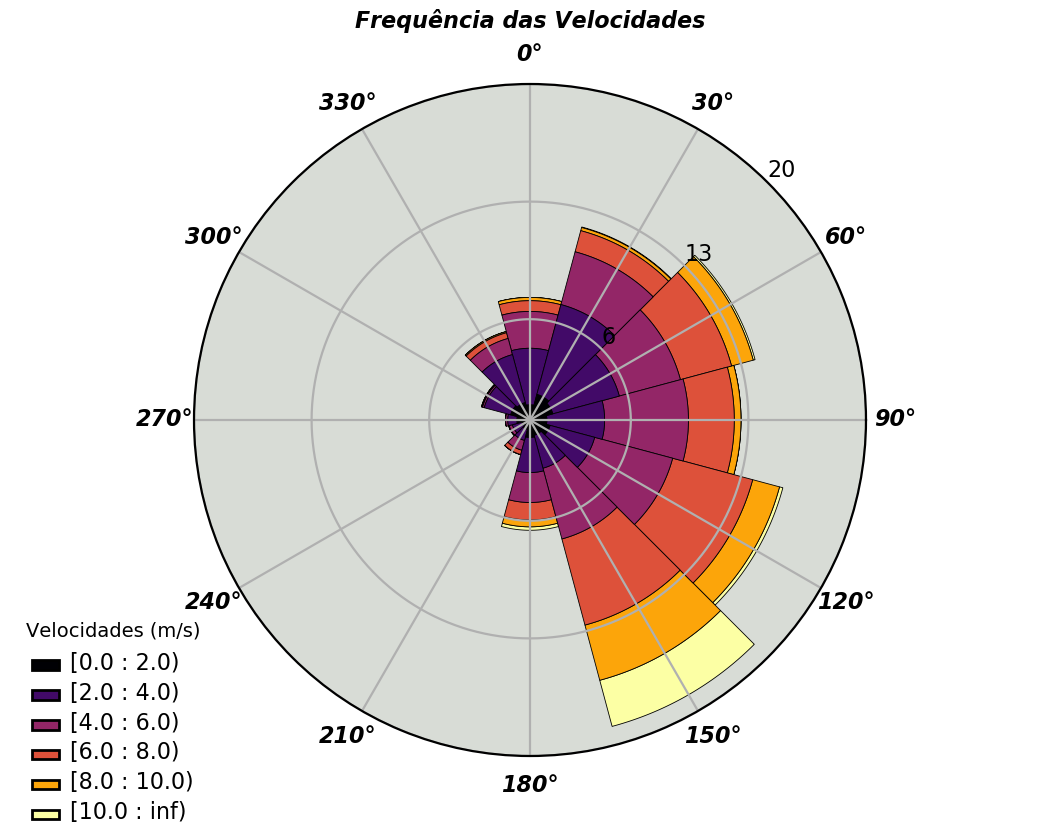 Frequência das Velocidades
0°
330°
30°
20
300°
13
60°
6
270°
90°
240°
120°
210°
150°
180°
Velocidades (m/s)
[0.0 : 2.0)
[2.0 : 4.0)
[4.0 : 6.0)
[6.0 : 8.0)
[8.0 : 10.0)
[10.0 : inf)